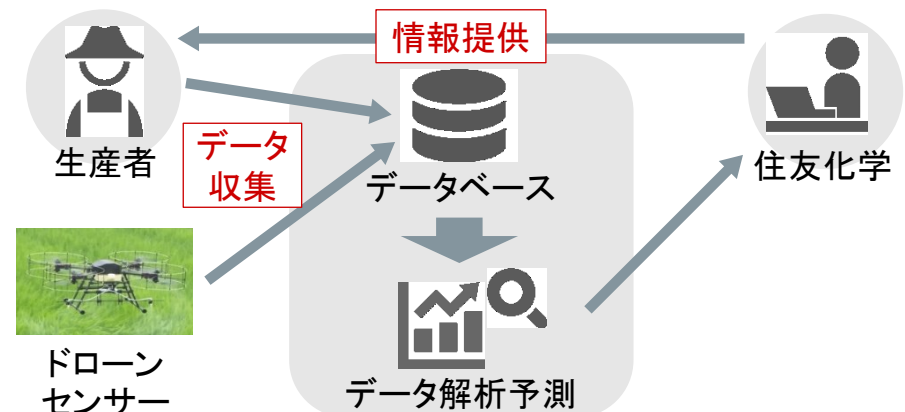 情報提供
生産者
データ
収集
データベース
住友化学
ドローン
センサー
データ解析予測